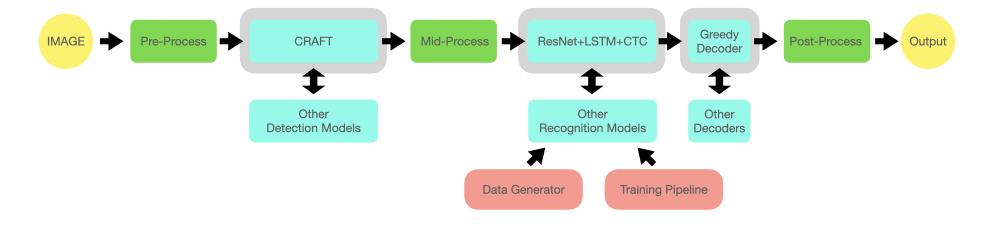 IMAGE
Pre-Process
CRAFT
Mid-Process
ResNet+LSTM+CTC
Greedy
Decoder
Post-Process
Output
Other
Detection Models
Other
Recognition Models
Other
Decoders
Data Generator
Training Pipeline